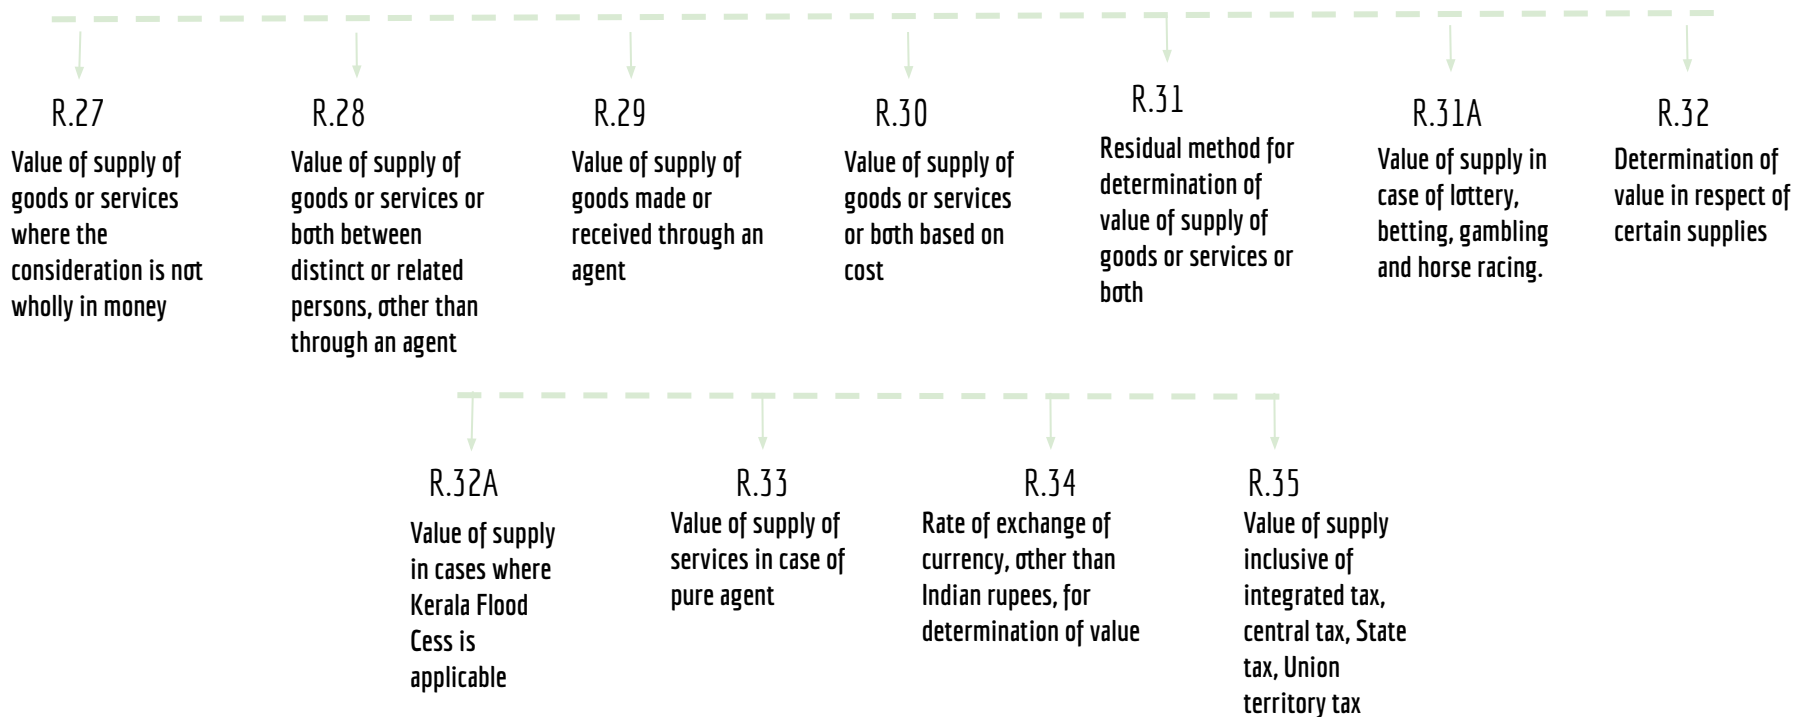 R.27
Value of supply of
goods or services
where the
consideration is not
wholly in money
R.28
Value of supply of
goods or services or
both between
distinct or related
persons, other than
through an agent
R.29
Value of supply of
goods made or
received through an
agent
R.30
Value of supply of
goods or services
or both based on
cost
R.31
Residual method for
determination of
value of supply of
goods or services or
both
R.31A
Value of supply in
case of lottery,
betting, gambling
and horse racing.
R.32
Determination of
value in respect of
certain supplies
R.32A
Value of supply
in cases where
Kerala Flood
Cess is
applicable
R.33
Value of supply of
services in case of
pure agent
R.34
Rate of exchange of
currency, other than
Indian rupees, for
determination of value
R.35
Value of supply
inclusive of
integrated tax,
central tax, State
tax, Union
territory tax